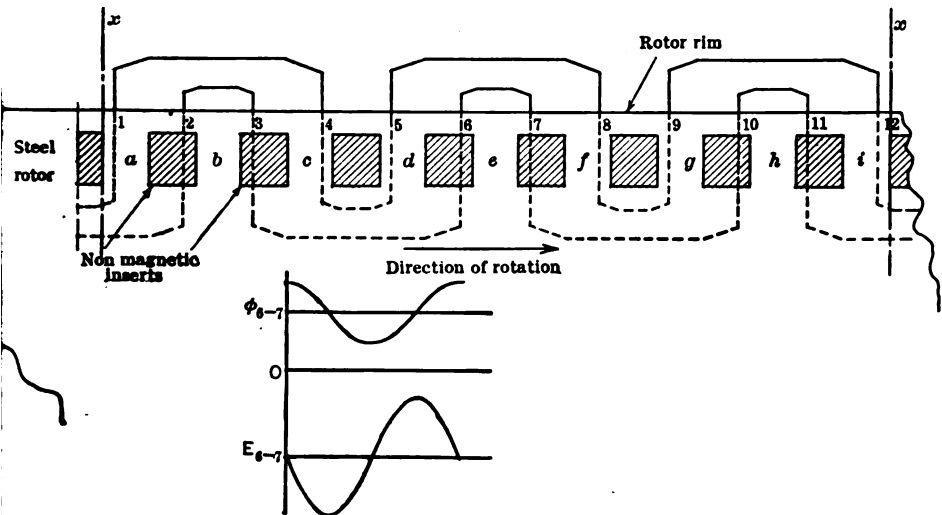 x x
Rotor rim
1 2 3 4 5 6 7 8 9 10 11 12
Steel
rotor
a b c d e f g h i
Non magnetic
inserts
Direction of rotation
ϕ6–7
O
E6–7